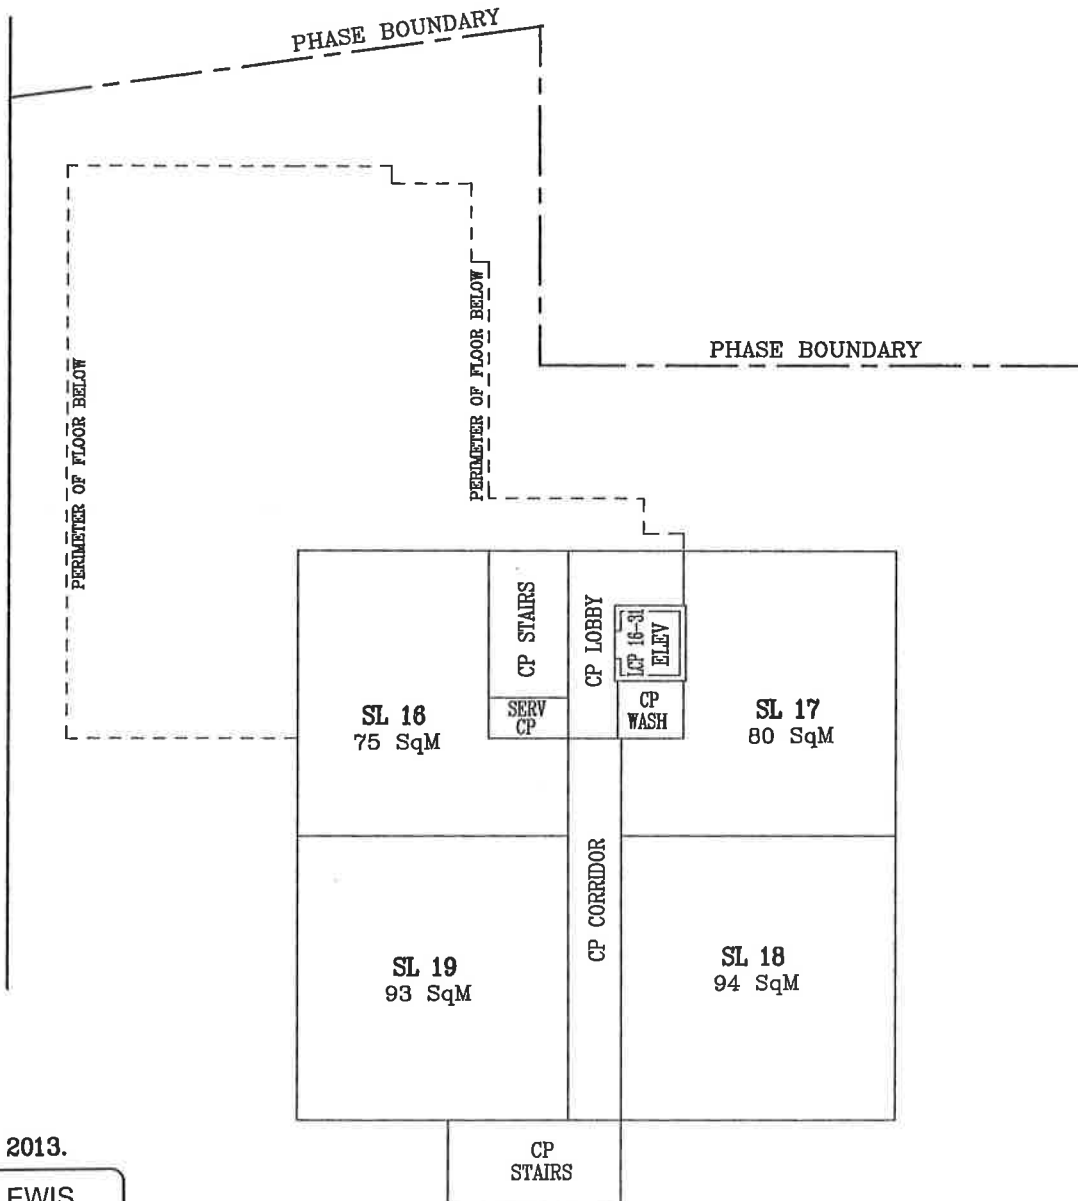 PHASE BOUNDARY
PHASE BOUNDARY
PERIMETER OF FLOOR BELOW
PERIMETER OF FLOOR BELOW
CP STAIRS
CP LOBBY
LCP 16-31
ELEV
SERV
CP
CP
WASH
SL 16
75 SqM
SL 17
80 SqM
CP CORRIDOR
SL 19
93 SqM
SL 18
94 SqM
CP
STAIRS
2013.
EWIS